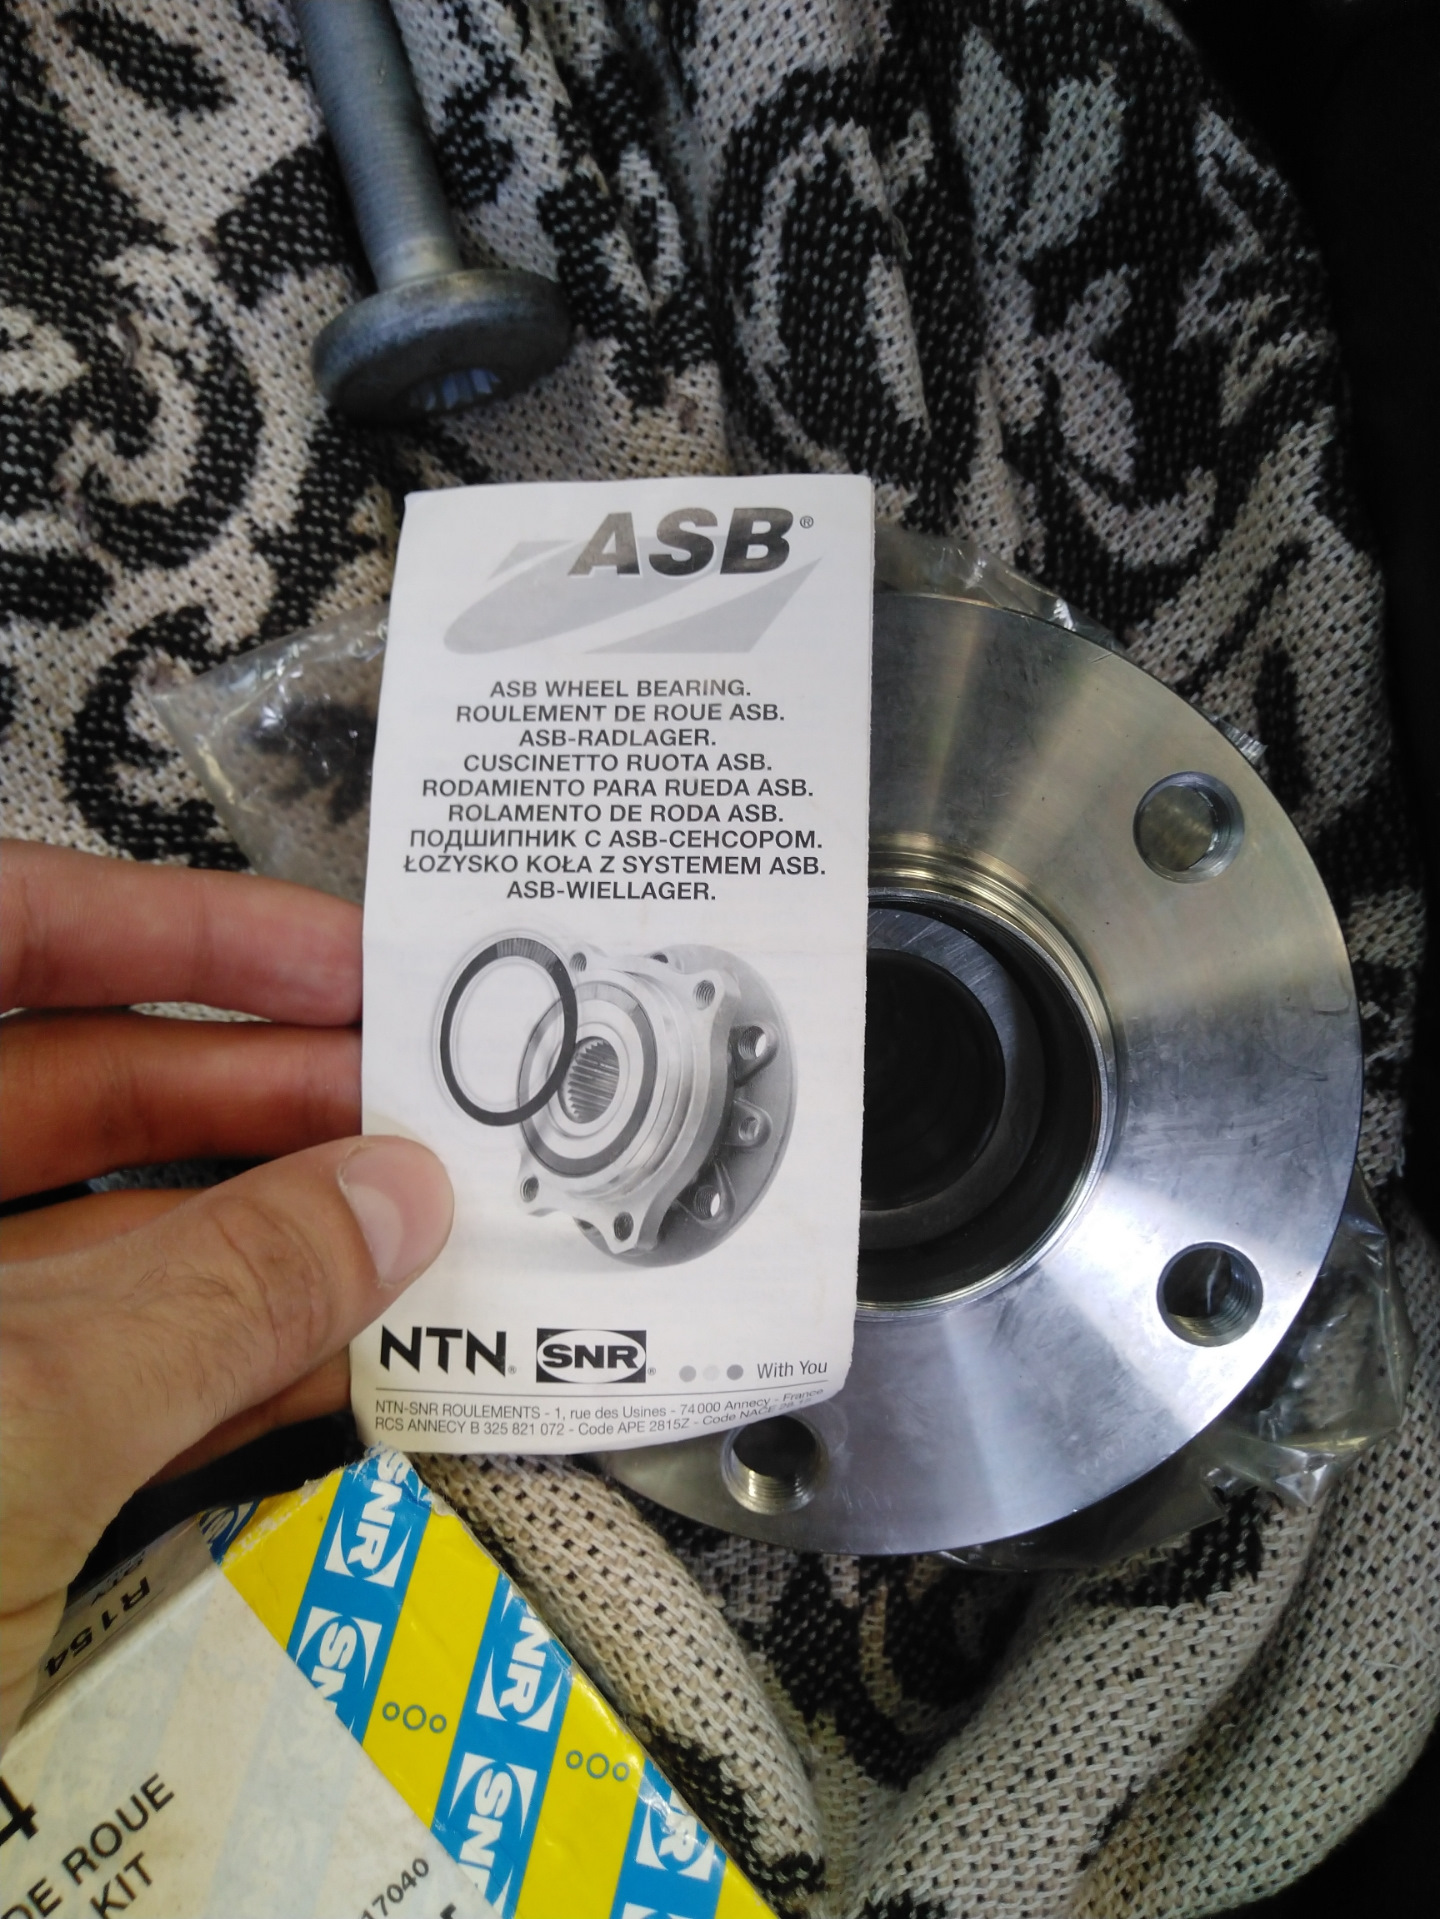 ASB®
ASB WHEEL BEARING.
ROULEMENT DE ROUE ASB.
ASB-RADLAGER.
CUSCINETTO RUOTA ASB.
RODAMIENTO PARA RUEDA ASB.
ROLAMENTO DE RODA ASB.
ПОДШИПНИК С ASB-СЕНСОРОМ.
ŁOŻYSKO KOŁA Z SYSTEMEM ASB.
ASB-WIELLAGER.
NTN® SNR® With You
NTN-SNR ROULEMENTS - 1, rue des Usines - 74000 Annecy - France
RCS ANNECY B 325 821 072 - Code APE 2815Z - Code NACE
SNR
SNR
SNR
SNR
SNR
R154
DE ROUE
KIT
17040